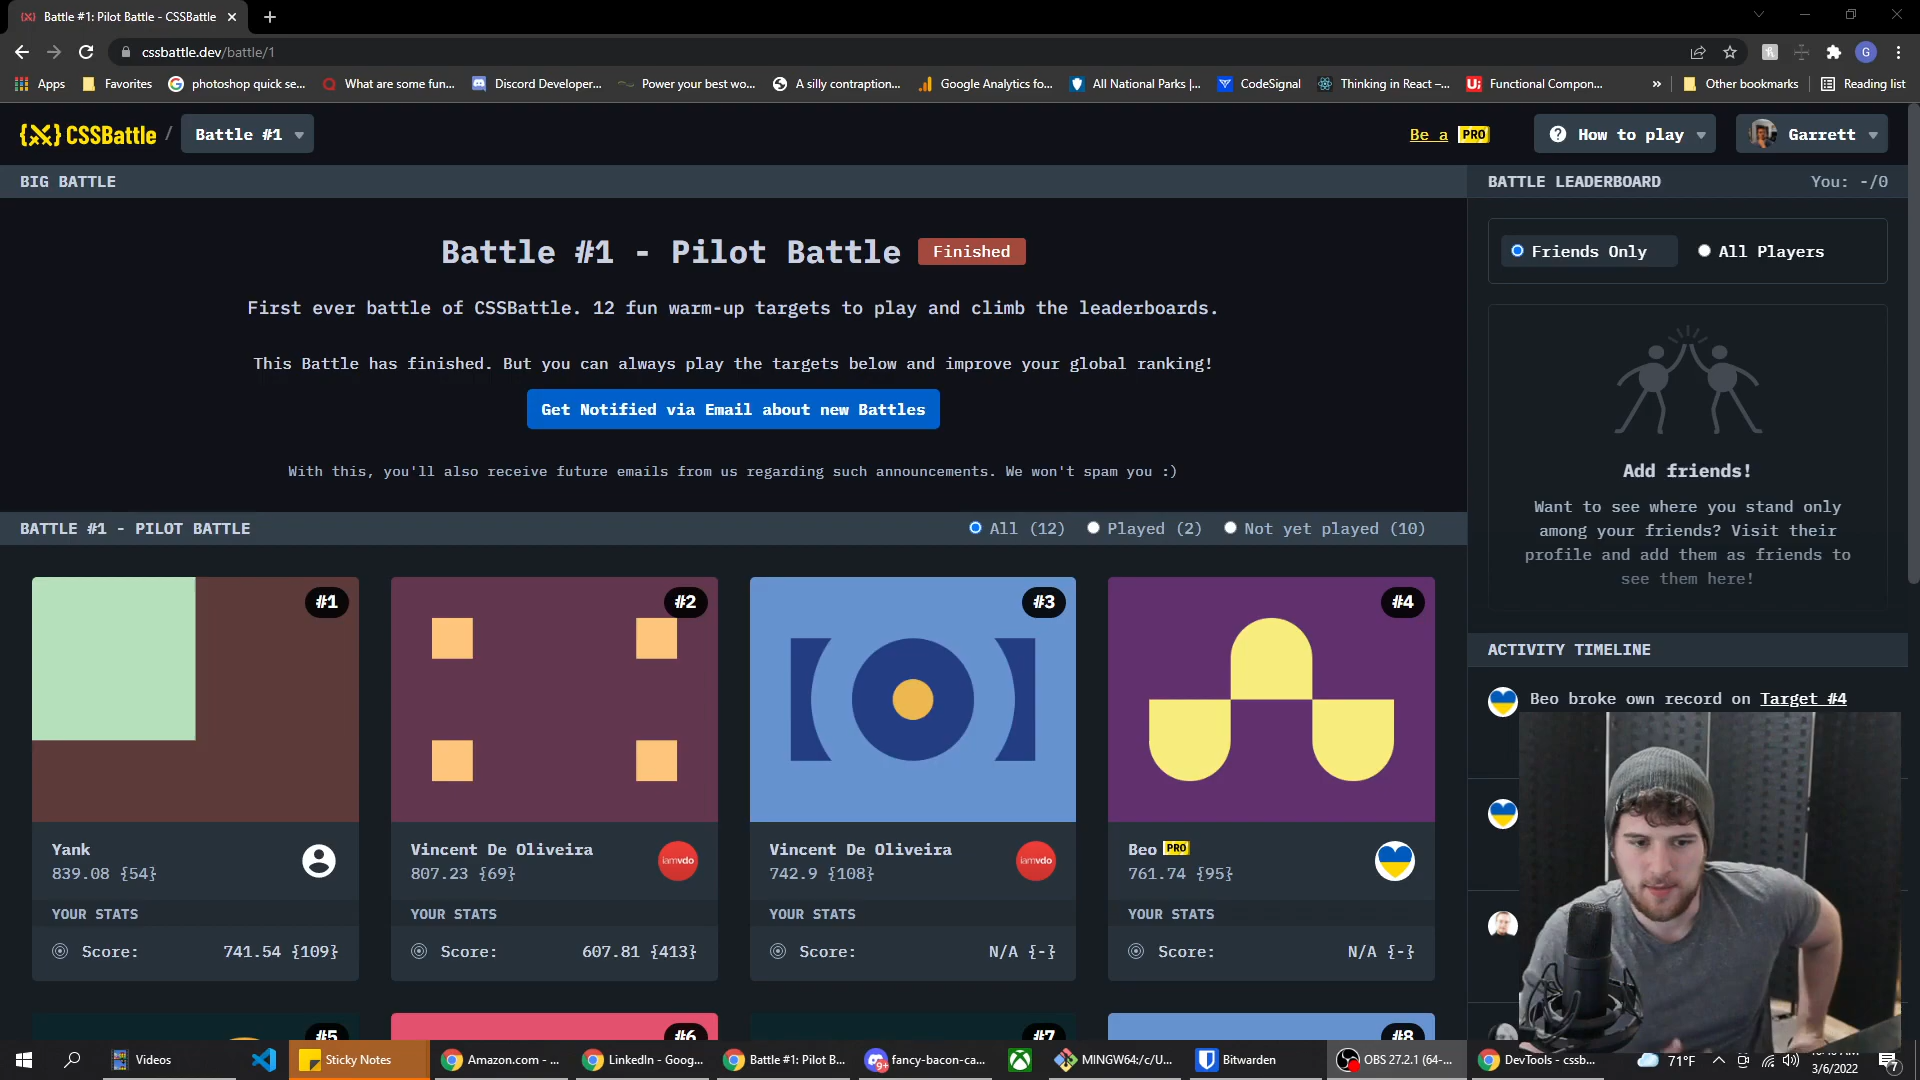 Battle #1: Pilot Battle - CSSBattle
cssbattle.dev/battle/1
G
Apps
Favorites
photoshop quick se...
What are some fun...
Discord Developer...
Power your best wo...
A silly contraption...
Google Analytics fo...
All National Parks |...
CodeSignal
Thinking in React –...
Functional Compon...
»
Other bookmarks
Reading list
CSSBattle / Battle #1
Be a PRO
How to play
Garrett
BIG BATTLE
Battle #1 - Pilot Battle Finished
First ever battle of CSSBattle. 12 fun warm-up targets to play and climb the leaderboards.
This Battle has finished. But you can always play the targets below and improve your global ranking!
Get Notified via Email about new Battles
With this, you'll also receive future emails from us regarding such announcements. We won't spam you :)
BATTLE LEADERBOARD You: -/0
Friends Only All Players
Add friends!
Want to see where you stand only
among your friends? Visit their
profile and add them as friends to
see them here!
BATTLE #1 - PILOT BATTLE
All (12) Played (2) Not yet played (10)
#1
Yank
839.08 {54}
YOUR STATS
Score: 741.54 {109}
#2
Vincent De Oliveira
807.23 {69}
iamvdo
YOUR STATS
Score: 607.81 {413}
#3
Vincent De Oliveira
742.9 {108}
iamvdo
YOUR STATS
Score: N/A {-}
#4
Beo PRO
761.74 {95}
YOUR STATS
Score: N/A {-}
#5
#6
#7
#8
ACTIVITY TIMELINE
Beo broke own record on Target #4
Videos
Sticky Notes
Amazon.com - ...
LinkedIn - Goog...
Battle #1: Pilot B...
9+
fancy-bacon-ca...
MINGW64:/c/U...
Bitwarden
OBS 27.2.1 (64-...
DevTools - cssb...
71°F
3/6/2022
7